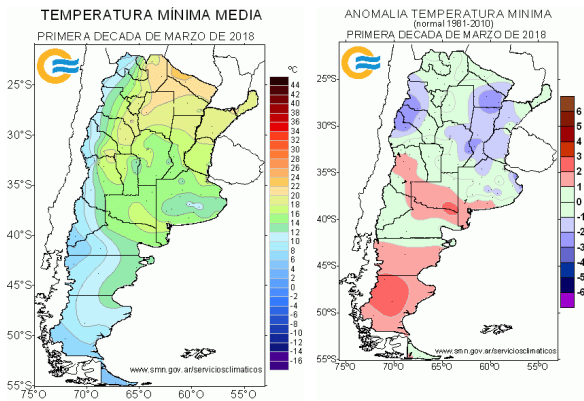 TEMPERATURA MÍNIMA MEDIA
PRIMERA DECADA DE MARZO DE 2018
25°S
30°S
35°S
40°S
45°S
50°S
55°S
75°W
70°W
65°W
60°W
55°W
°C
44
42
40
38
36
34
32
30
28
26
24
22
20
18
16
14
12
10
8
6
4
2
0
-2
-4
-6
-8
-10
-12
-14
-16
www.smn.gov.ar/serviciosclimaticos
ANOMALIA TEMPERATURA MINIMA
(normal 1981-2010)
PRIMERA DECADA DE MARZO DE 2018
25°S
30°S
35°S
40°S
45°S
50°S
55°S
75°W
70°W
65°W
60°W
55°W
6
5
4
3
2
1
0
-1
-2
-3
-4
-5
-6
www.smn.gov.ar/serviciosclimaticos